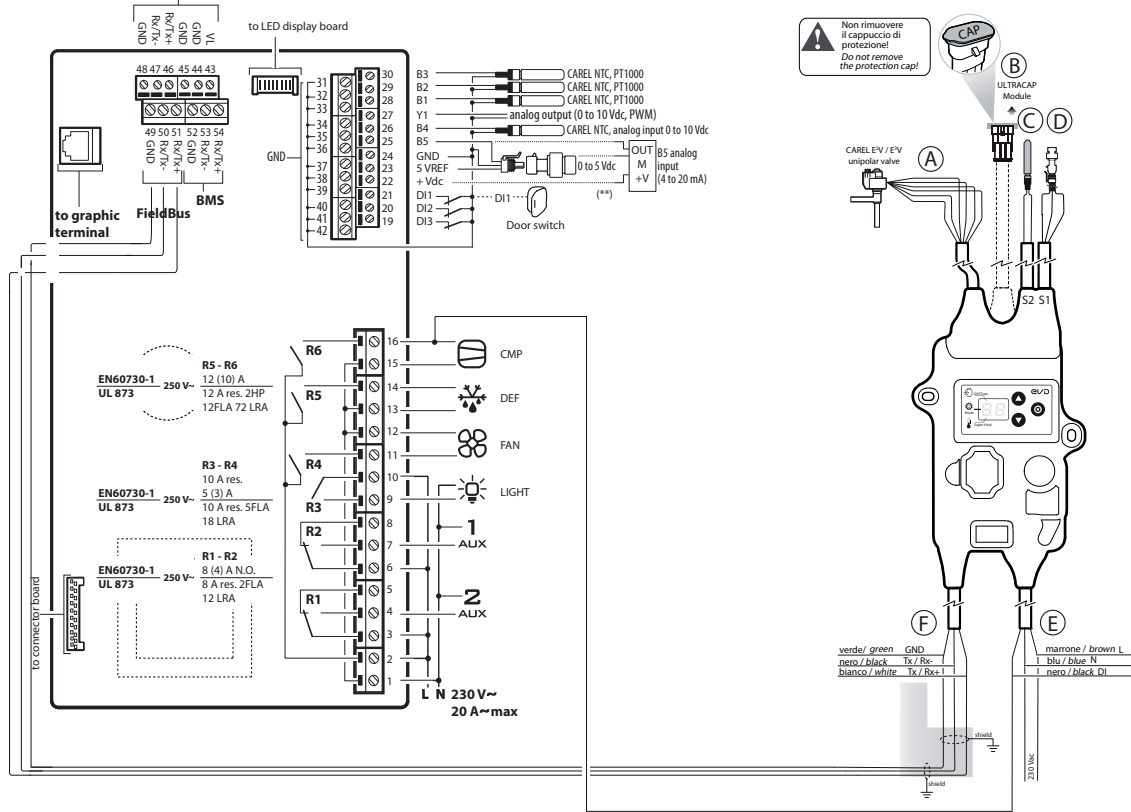 GND
Rx/Tx-
Rx/Tx+
GND
GND
VL
48 47 46 45 44 43
49 50 51 52 53 54
GND
Rx/Tx-
Rx/Tx+
GND
Rx/Tx-
Rx/Tx+
FieldBus
BMS
to graphic
terminal
to LED display board
31
32
33
34
35
36
37
38
39
40
41
42
GND
30
29
28
27
26
25
24
23
22
21
20
19
B3
B2
B1
Y1
B4
B5
GND
5 VREF
+ Vdc
DI1
DI2
DI3
CAREL NTC, PT1000
CAREL NTC, PT1000
CAREL NTC, PT1000
analog output (0 to 10 Vdc, PWM)
CAREL NTC, analog input 0 to 10 Vdc
0 to 5 Vdc
OUT
M
+V
B5 analog
input
(4 to 20 mA)
(**)
DI1
Door switch
R5 - R6
EN60730-1
UL 873
250 V~
12 (10) A
12 A res. 2HP
12FLA 72 LRA
R3 - R4
EN60730-1
UL 873
250 V~
10 A res.
5 (3) A
10 A res. 5FLA
18 LRA
R1 - R2
EN60730-1
UL 873
250 V~
8 (4) A N.O.
8 A res. 2FLA
12 LRA
to connector board
R6
R5
R4
R3
R2
R1
16
15
14
13
12
11
10
9
8
7
6
5
4
3
2
1
CMP
DEF
FAN
LIGHT
1
AUX
2
AUX
L N 230 V~
20 A~max
Non rimuovere
il cappuccio di
protezione!
Do not remove
the protection cap!
CAP
B
ULTRACAP
Module
C
D
CAREL E²V / E³V
unipolar valve
A
S2 S1
evd
F
E
verde/ green GND
nero / black Tx / Rx-
bianco / white Tx / Rx+
marrone / brown L
blu / blue N
nero / black DI
shield
shield
230 Vac